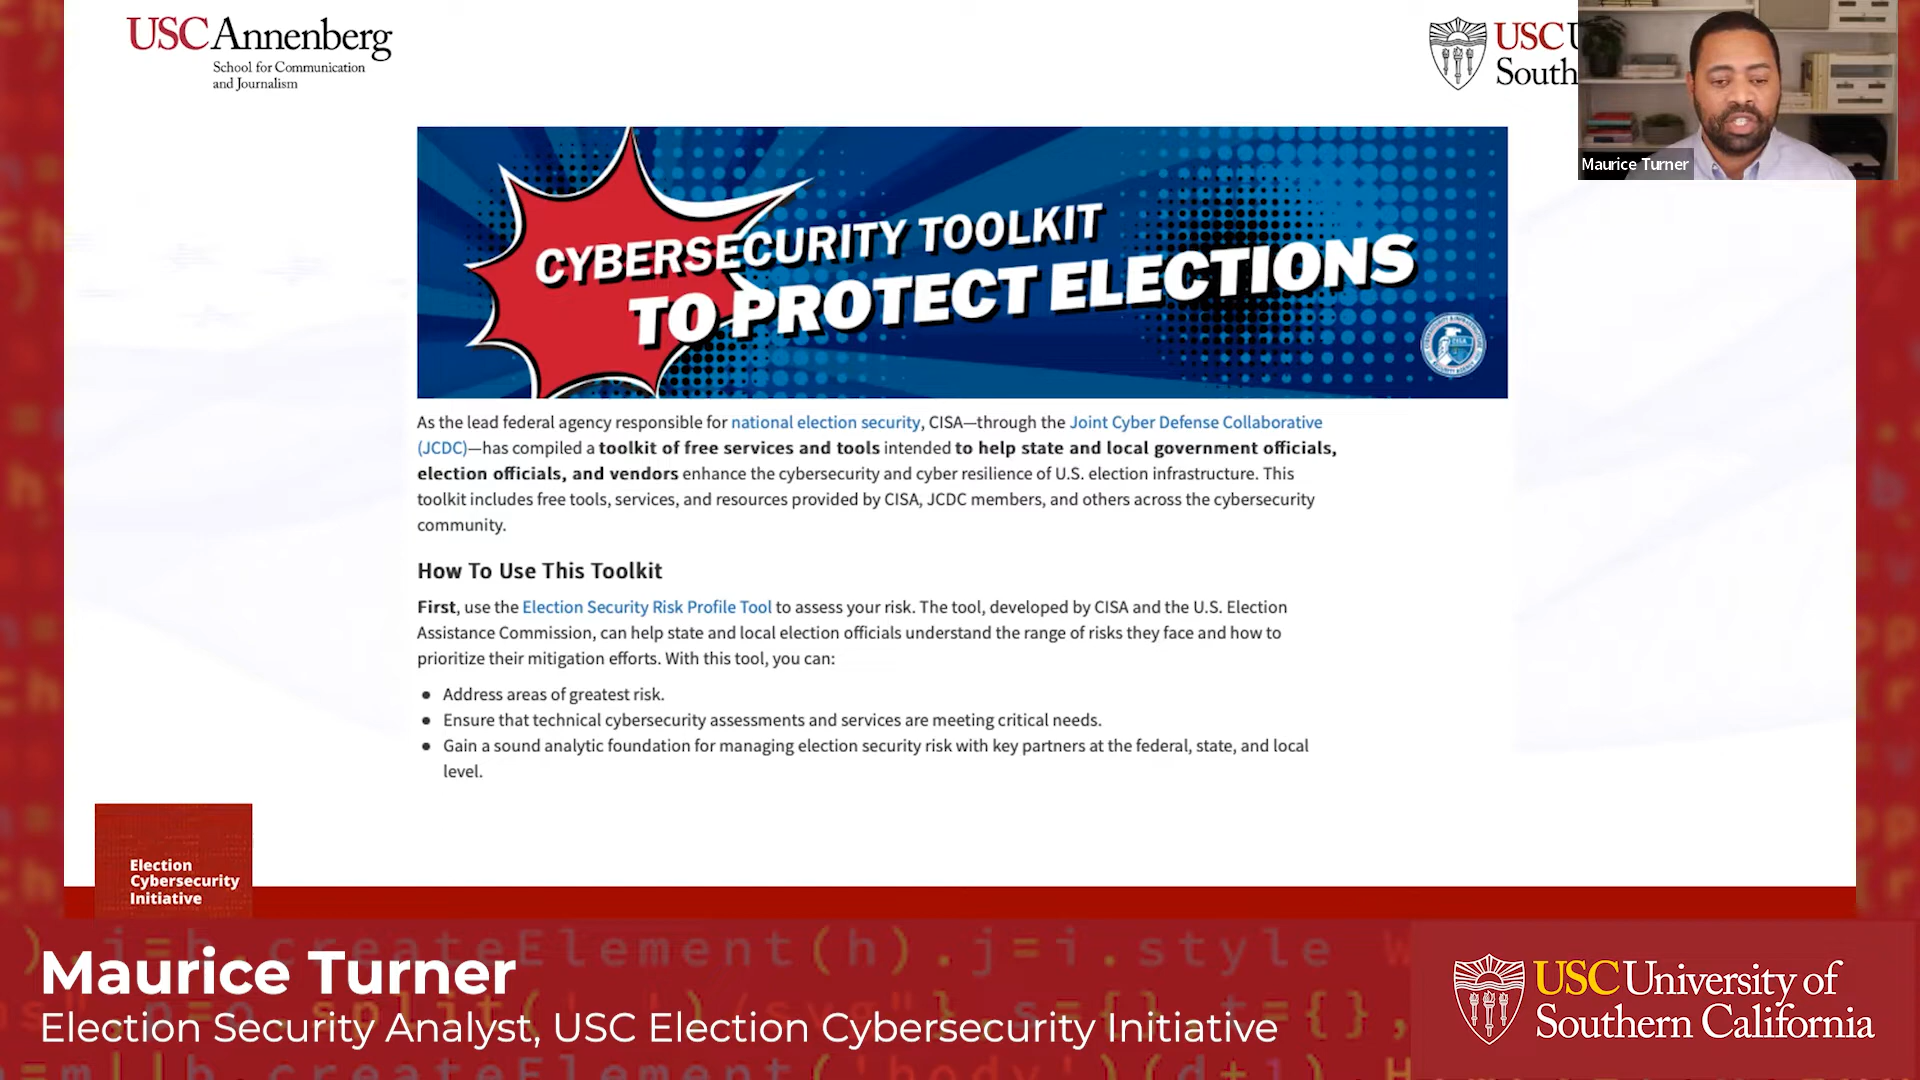 USC Annenberg
School for Communication
and Journalism
USC
South
Maurice Turner
CYBERSECURITY TOOLKIT
TO PROTECT ELECTIONS
CISA
As the lead federal agency responsible for national election security, CISA—through the Joint Cyber Defense Collaborative
(JCDC)—has compiled a toolkit of free services and tools intended to help state and local government officials,
election officials, and vendors enhance the cybersecurity and cyber resilience of U.S. election infrastructure. This
toolkit includes free tools, services, and resources provided by CISA, JCDC members, and others across the cybersecurity
community.
How To Use This Toolkit
First, use the Election Security Risk Profile Tool to assess your risk. The tool, developed by CISA and the U.S. Election
Assistance Commission, can help state and local election officials understand the range of risks they face and how to
prioritize their mitigation efforts. With this tool, you can:
• Address areas of greatest risk.
• Ensure that technical cybersecurity assessments and services are meeting critical needs.
• Gain a sound analytic foundation for managing election security risk with key partners at the federal, state, and local
level.
Election
Cybersecurity
Initiative
Maurice Turner
Election Security Analyst, USC Election Cybersecurity Initiative
USC University of
Southern California